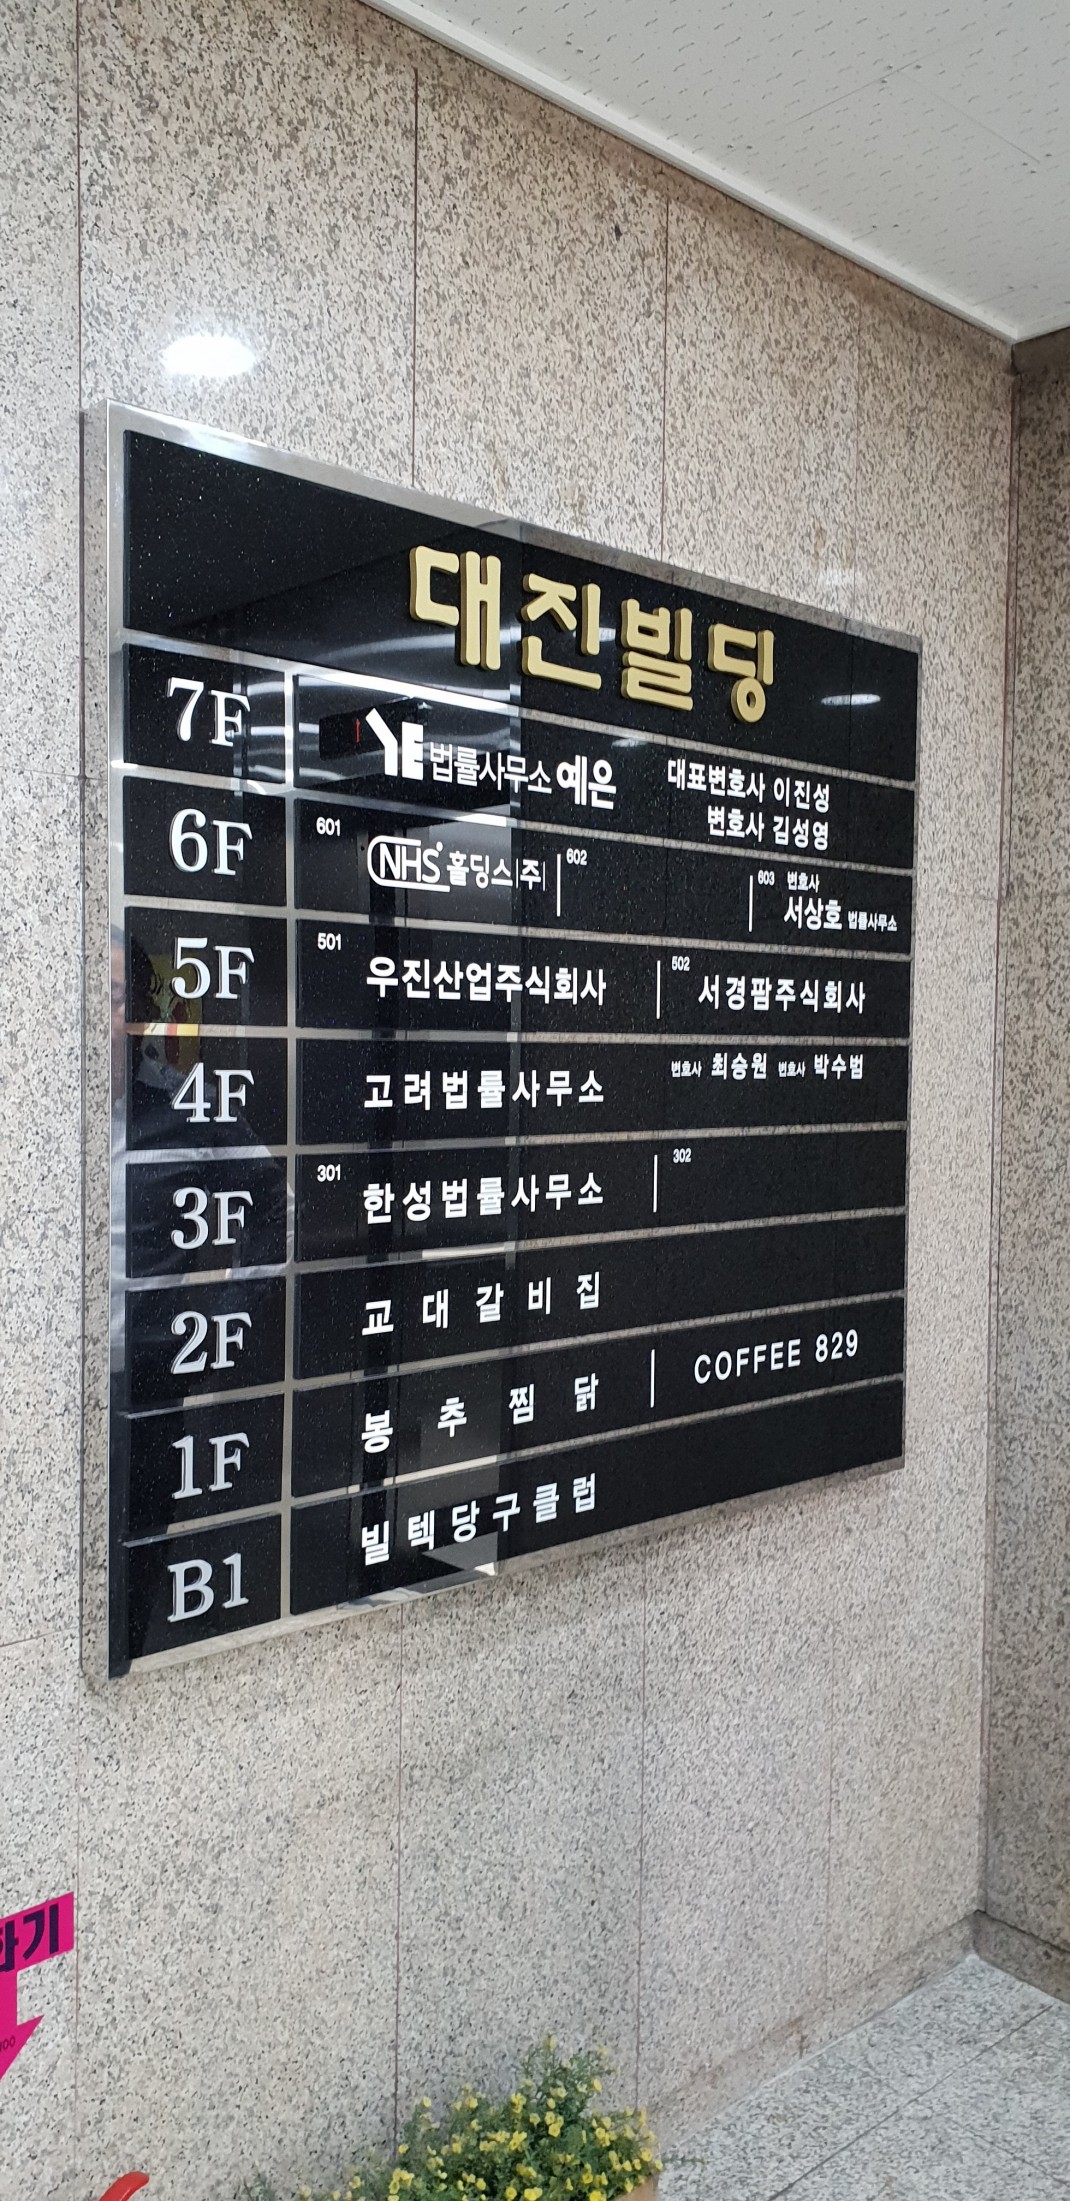 대진빌딩
7F
YE 법률사무소 예은
대표변호사 이진성
변호사 김성영
6F
601 NHS 홀딩스(주)
602
603 변호사
서상호 법률사무소
5F
501 우진산업주식회사
502 서경팜주식회사
4F
고려법률사무소
변호사 최승원 변호사 박수범
3F
301 한성법률사무소
302
2F
교대갈비집
1F
봉추찜닭
COFFEE 829
B1
빌텍당구클럽
화기